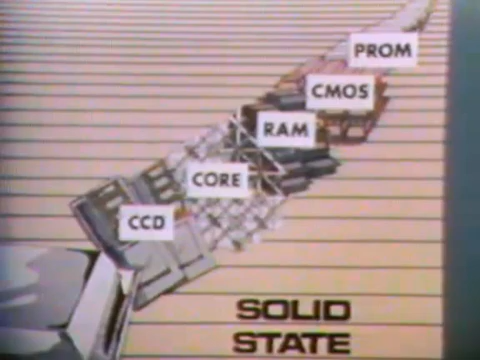 PROM
CMOS
RAM
CORE
CCD
SOLID
STATE